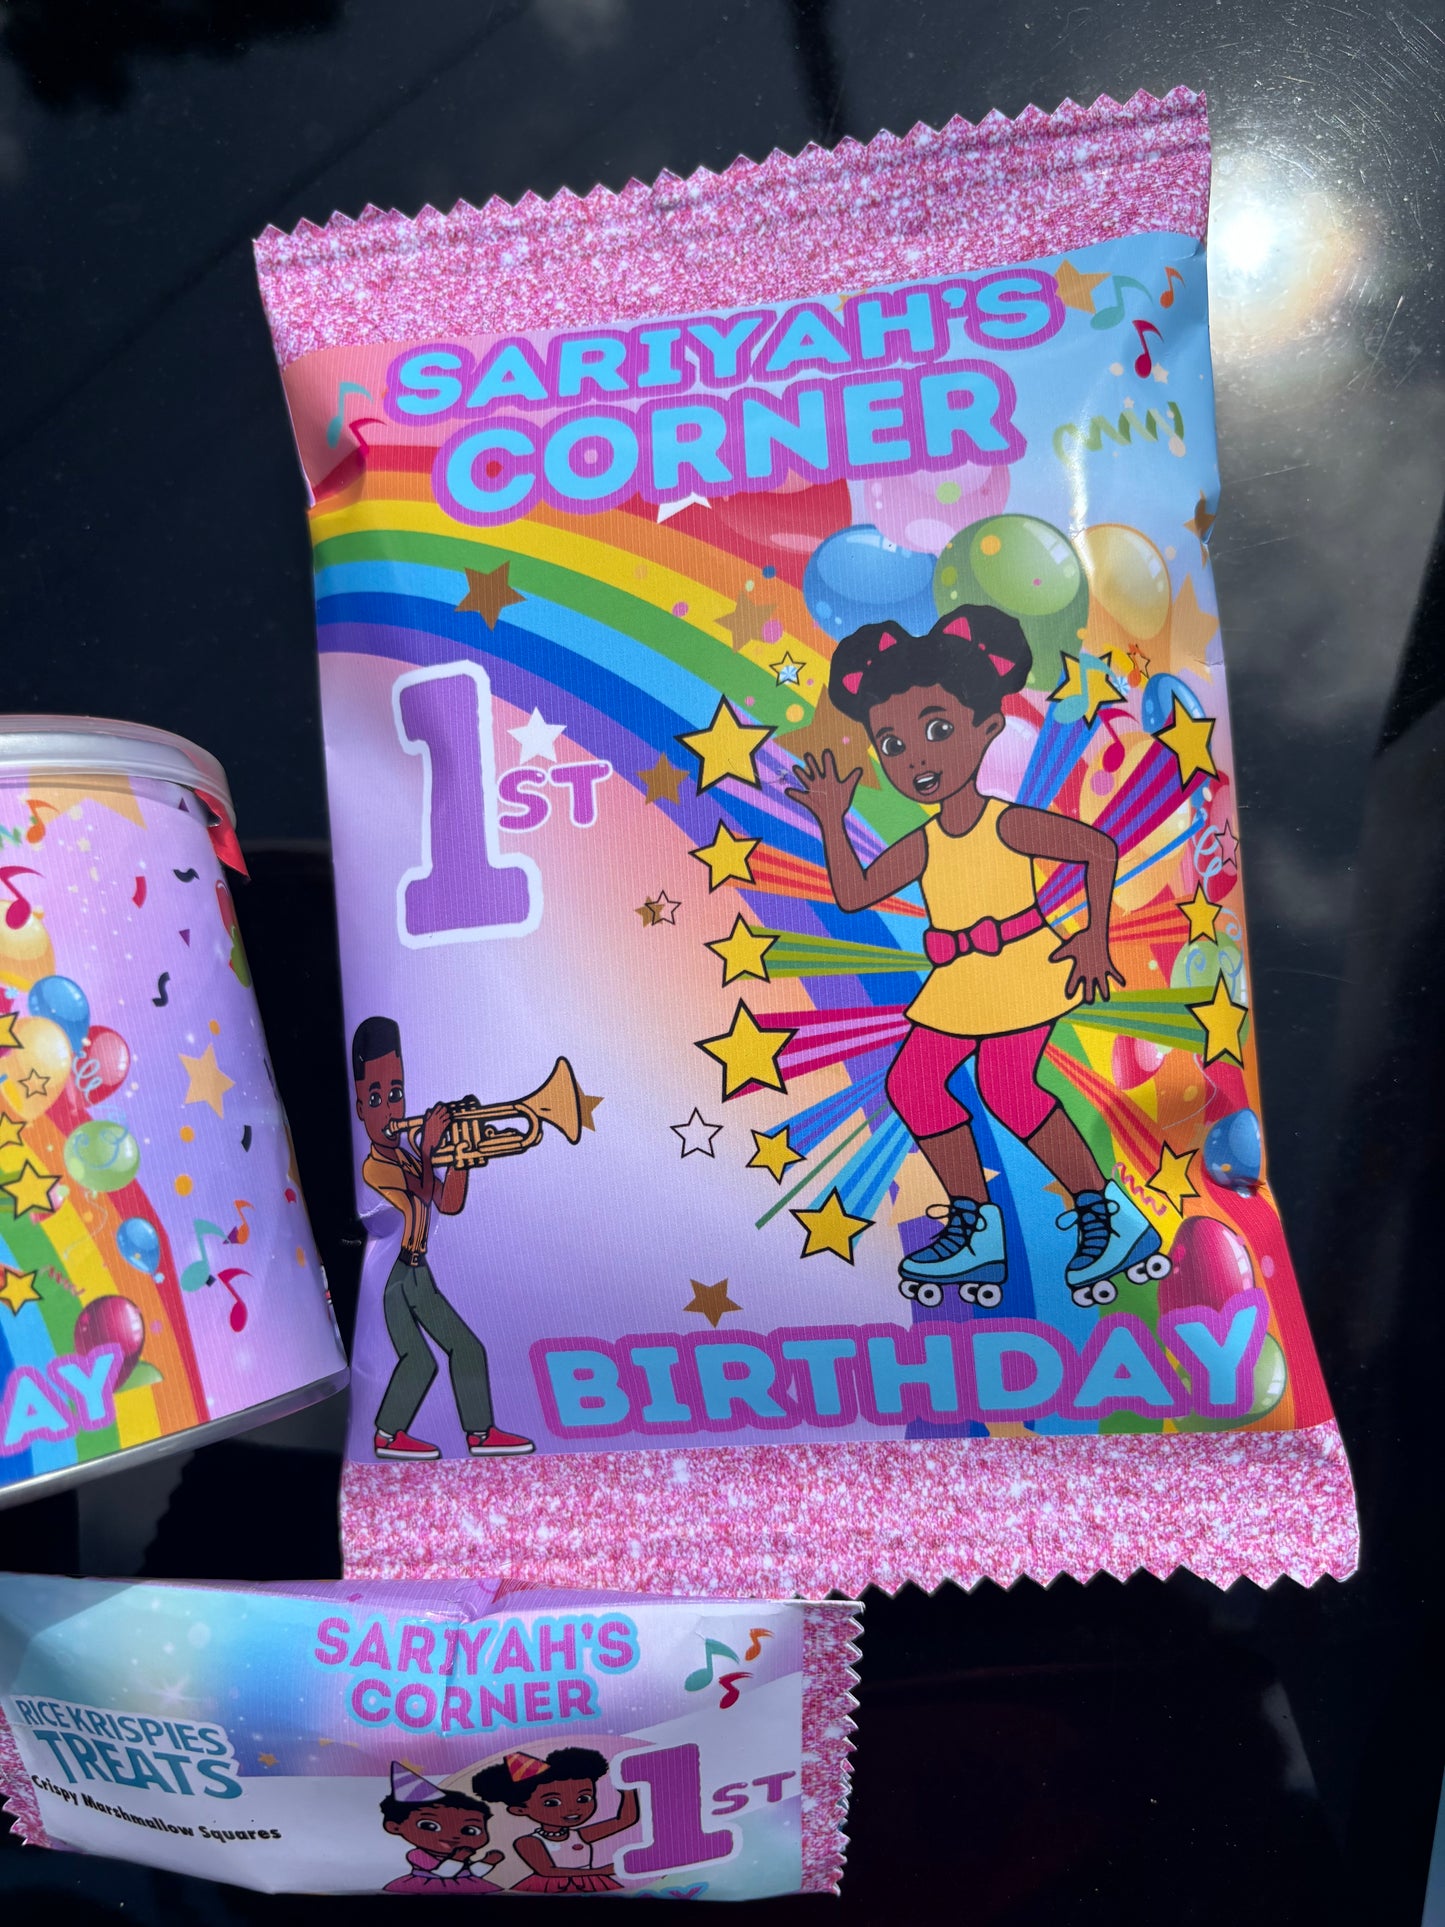 SARIYAH'S
CORNER
1ST
BIRTHDAY
AY
SARIYAH'S
CORNER
RICE KRISPIES
TREATS
Crispy Marshmallow Squares
1ST